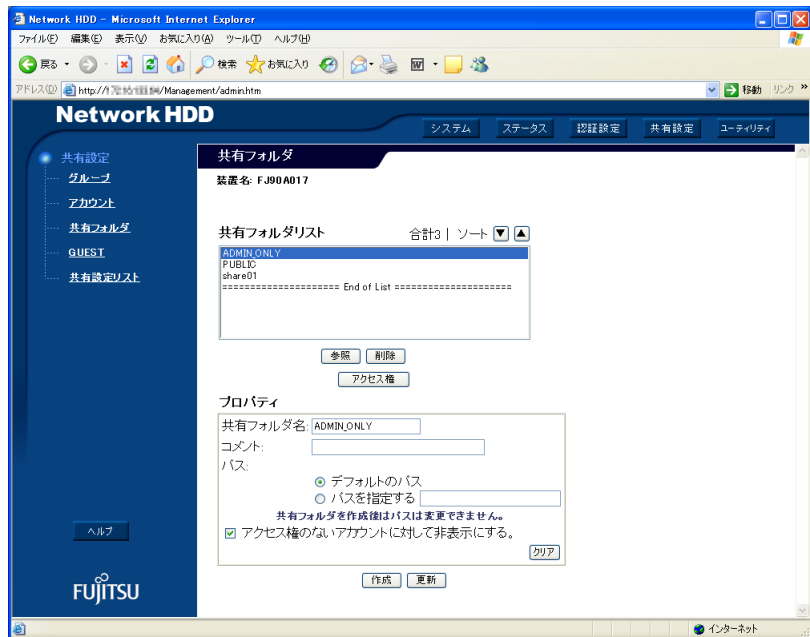 Network HDD - Microsoft Internet Explorer
ファイル(F) 編集(E) 表示(V) お気に入り(A) ツール(T) ヘルプ(H)
戻る 検索 お気に入り
アドレス(D) /Management/admin.htm 移動 リンク »
Network HDD
システム ステータス 認証設定 共有設定 ユーティリティ
共有設定
グループ
アカウント
共有フォルダ
GUEST
共有設定リスト
共有フォルダ
装置名: FJ90A017
共有フォルダリスト 合計3 | ソート ▼ ▲
ADMIN_ONLY
PUBLIC
share01
===================== End of List =====================
参照 削除
アクセス権
プロパティ
共有フォルダ名: ADMIN_ONLY
コメント:
パス:
デフォルトのパス
パスを指定する
共有フォルダを作成後はパスは変更できません。
アクセス権のないアカウントに対して非表示にする。
クリア
作成 更新
ヘルプ
FUJITSU
インターネット